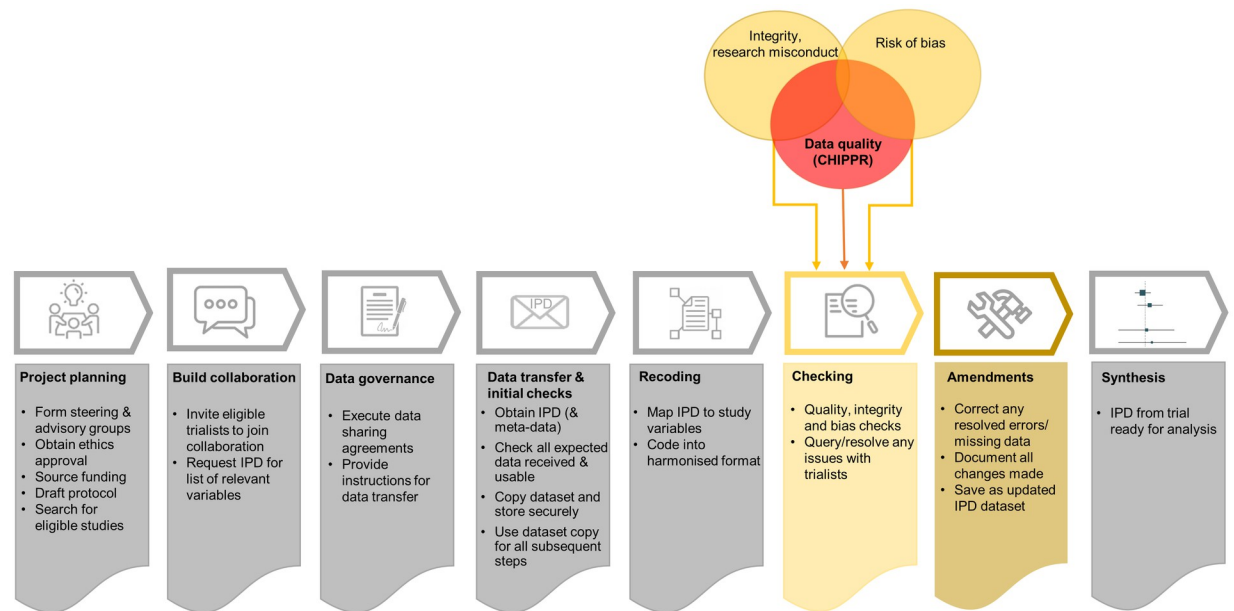 Integrity,
research misconduct
Risk of bias
Data quality
(CHIPPR)
IPD
Project planning
• Form steering &
advisory groups
• Obtain ethics
approval
• Source funding
• Draft protocol
• Search for
eligible studies
Build collaboration
• Invite eligible
trialists to join
collaboration
• Request IPD for
list of relevant
variables
Data governance
• Execute data
sharing
agreements
• Provide
instructions for
data transfer
Data transfer &
initial checks
• Obtain IPD (&
meta-data)
• Check all expected
data received &
usable
• Copy dataset and
store securely
• Use dataset copy
for all subsequent
steps
Recoding
• Map IPD to study
variables
• Code into
harmonised format
Checking
• Quality, integrity
and bias checks
• Query/resolve any
issues with
trialists
Amendments
• Correct any
resolved errors/
missing data
• Document all
changes made
• Save as updated
IPD dataset
Synthesis
• IPD from trial
ready for analysis